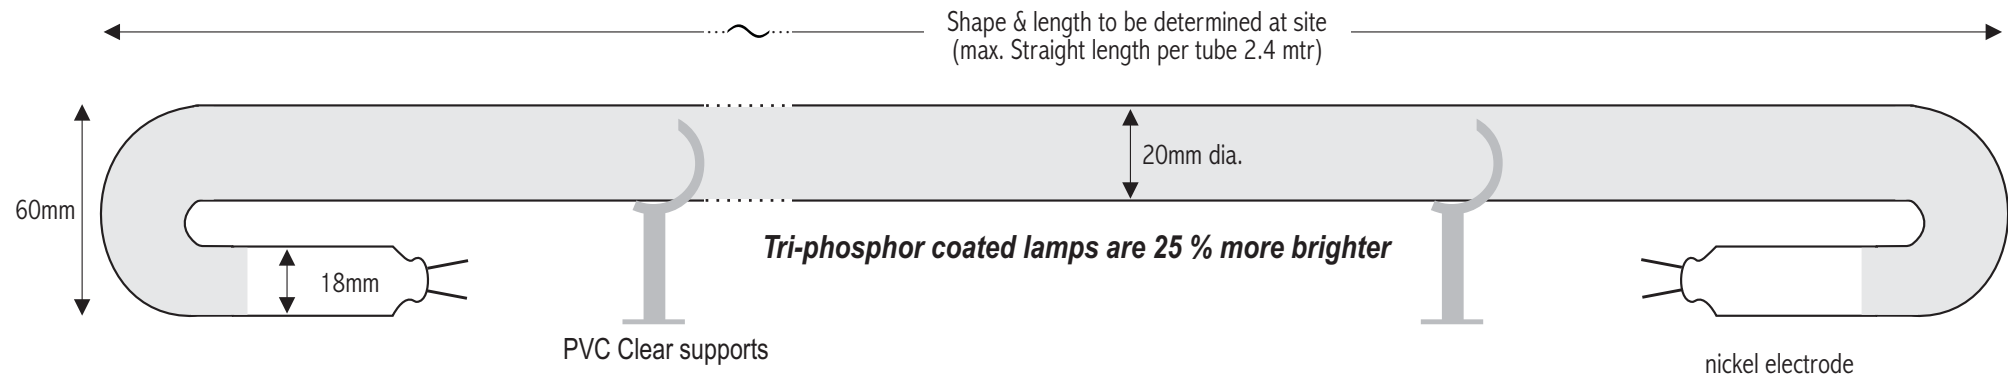 Shape & length to be determined at site
(max. Straight length per tube 2.4 mtr)
20mm dia.
60mm
Tri-phosphor coated lamps are 25 % more brighter
18mm
PVC Clear supports
nickel electrode